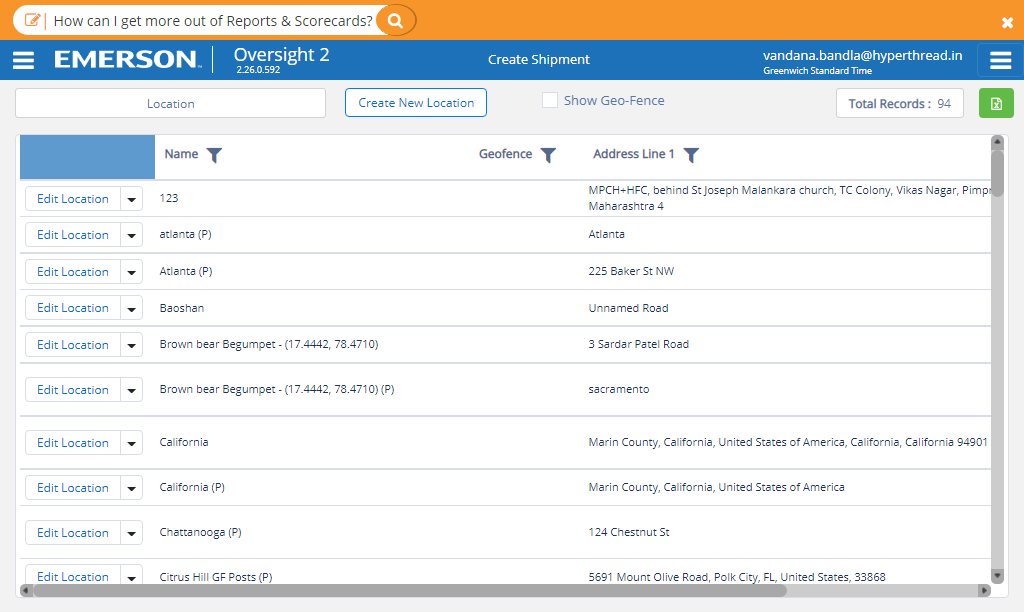 How can I get more out of Reports & Scorecards?
EMERSON
Oversight 2
2.26.0.592
Create Shipment
vandana.bandla@hyperthread.in
Greenwich Standard Time
Location
Create New Location
Show Geo-Fence
Total Records : 94
Name Geofence Address Line 1
Edit Location 123 MPCH+HFC, behind St Joseph Malankara church, TC Colony, Vikas Nagar, Pimpr
Maharashtra 4
Edit Location atlanta (P) Atlanta
Edit Location Atlanta (P) 225 Baker St NW
Edit Location Baoshan Unnamed Road
Edit Location Brown bear Begumpet - (17.4442, 78.4710) 3 Sardar Patel Road
Edit Location Brown bear Begumpet - (17.4442, 78.4710) (P) sacramento
Edit Location California Marin County, California, United States of America, California, California 94901
Edit Location California (P) Marin County, California, United States of America
Edit Location Chattanooga (P) 124 Chestnut St
Edit Location Citrus Hill GF Posts (P) 5691 Mount Olive Road, Polk City, FL, United States, 33868